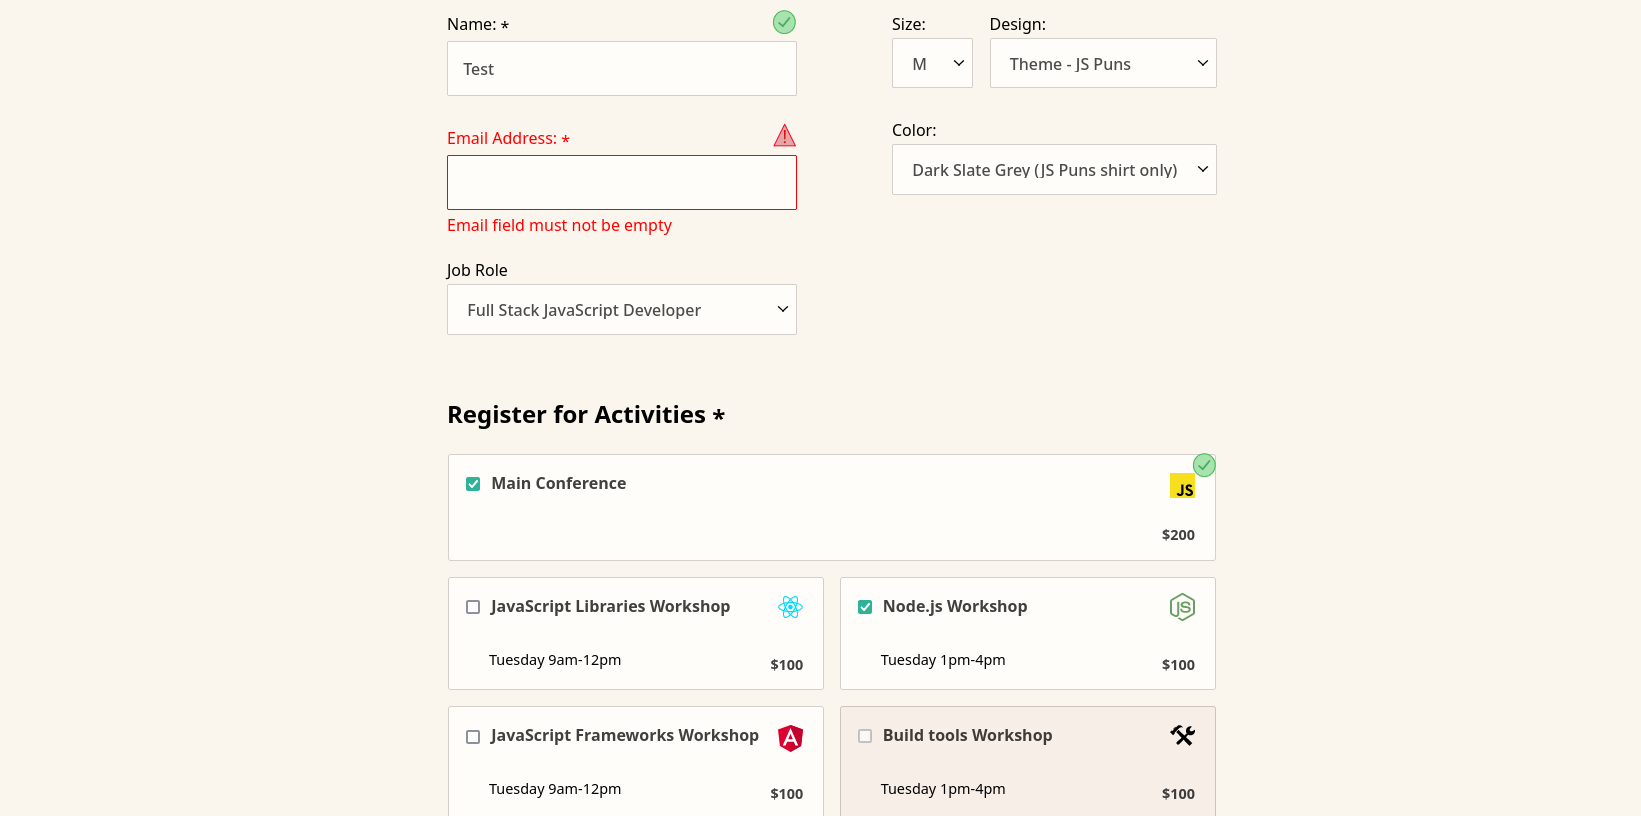 Name: *
Test
Email Address: *
Email field must not be empty
Job Role
Full Stack JavaScript Developer
Size:
M
Design:
Theme - JS Puns
Color:
Dark Slate Grey (JS Puns shirt only)
Register for Activities *
Main Conference
JS
$200
JavaScript Libraries Workshop
Tuesday 9am-12pm
$100
Node.js Workshop
JS
Tuesday 1pm-4pm
$100
JavaScript Frameworks Workshop
A
Tuesday 9am-12pm
$100
Build tools Workshop
Tuesday 1pm-4pm
$100